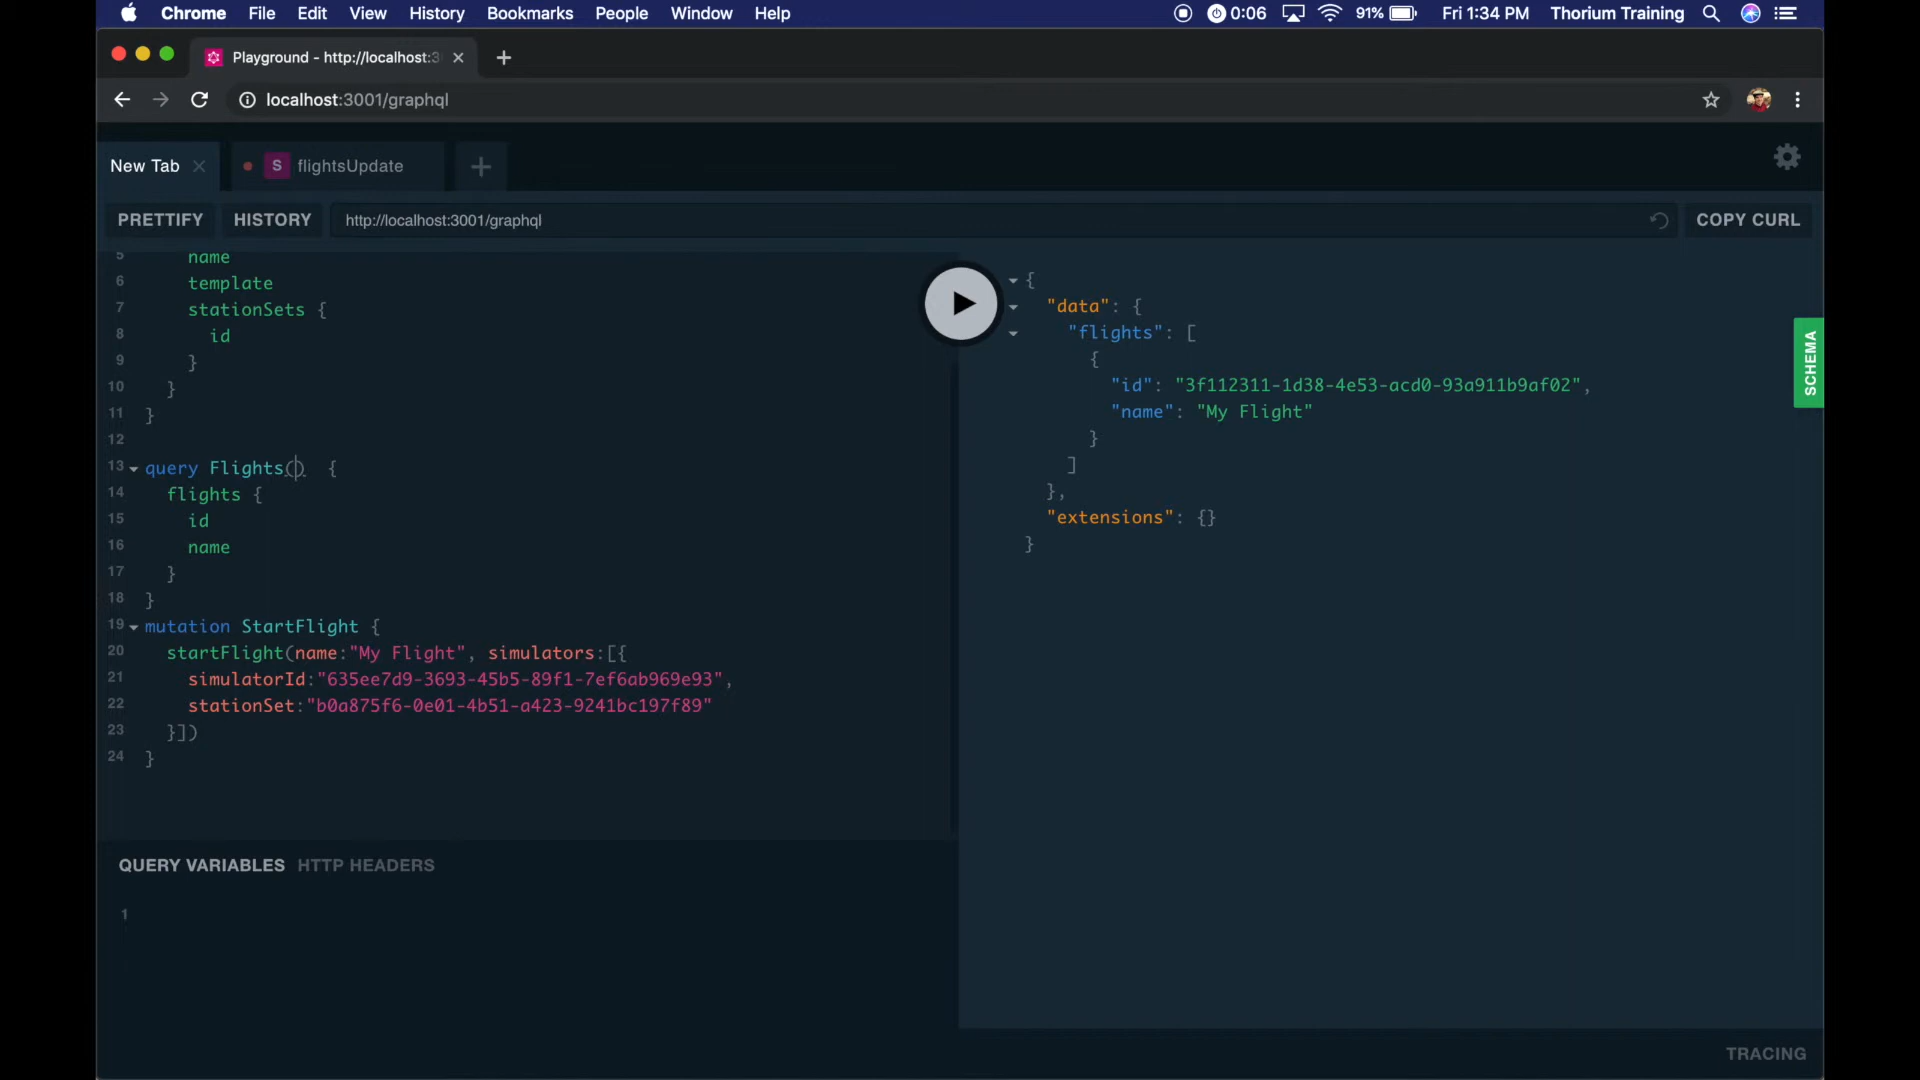 Chrome File Edit View History Bookmarks People Window Help 0:06 91% Fri 1:34 PM Thorium Training
Playground - http://localhost:3
localhost:3001/graphql
New Tab S flightsUpdate
PRETTIFY HISTORY http://localhost:3001/graphql COPY CURL
5 name
6 template
7 stationSets {
8 id
9 }
10 }
11 }
12
13 query Flights() {
14 flights {
15 id
16 name
17 }
18 }
19 mutation StartFlight {
20 startFlight(name:"My Flight", simulators:[{
21 simulatorId:"635ee7d9-3693-45b5-89f1-7ef6ab969e93",
22 stationSet:"b0a875f6-0e01-4b51-a423-9241bc197f89"
23 }])
24 }
{
"data": {
"flights": [
{
"id": "3f112311-1d38-4e53-acd0-93a911b9af02",
"name": "My Flight"
}
]
},
"extensions": {}
}
SCHEMA
QUERY VARIABLES HTTP HEADERS
1
TRACING